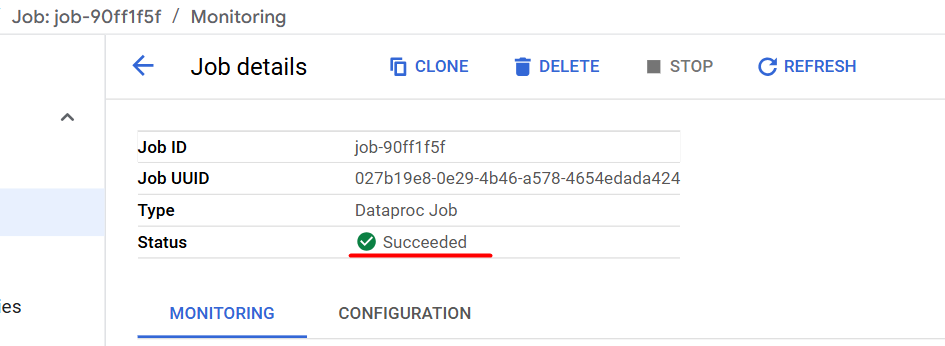 / Job: job-90ff1f5f / Monitoring
Job details CLONE DELETE STOP REFRESH
Job ID job-90ff1f5f
Job UUID 027b19e8-0e29-4b46-a578-4654edada424
Type Dataproc Job
Status Succeeded
ies
MONITORING CONFIGURATION